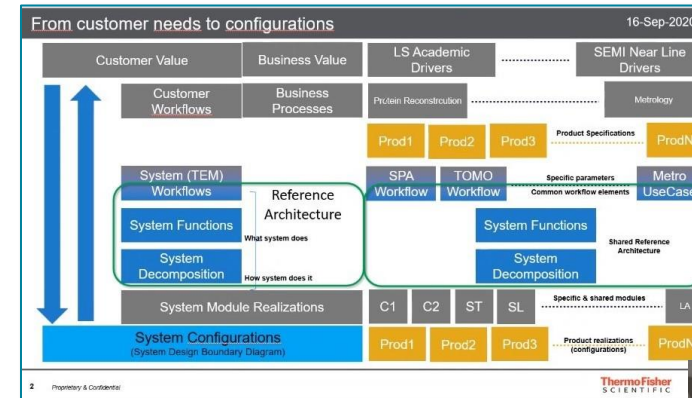 From customer needs to configurations
16-Sep-2020
Customer Value
Business Value
LS Academic
Drivers
SEMI Near Line
Drivers
Customer
Workflows
Business
Processes
Protein Reconstrcution
Metrology
Prod1
Prod2
Prod3
Product Specifications
ProdN
System (TEM)
Workflows
Reference
Architecture
SPA
Workflow
TOMO
Workflow
Specific parameters
Common workflow elements
Metro
UseCase
System Functions
What system does
System Functions
Shared Reference
Architecture
System
Decomposition
How system does it
System
Decomposition
System Module Realizations
C1
C2
ST
SL
Specific & shared modules
LA
System Configurations
(System Design Boundary Diagram)
Prod1
Prod2
Prod3
Product realizations
(configurations)
ProdN
2
Proprietary & Confidential
ThermoFisher
SCIENTIFIC